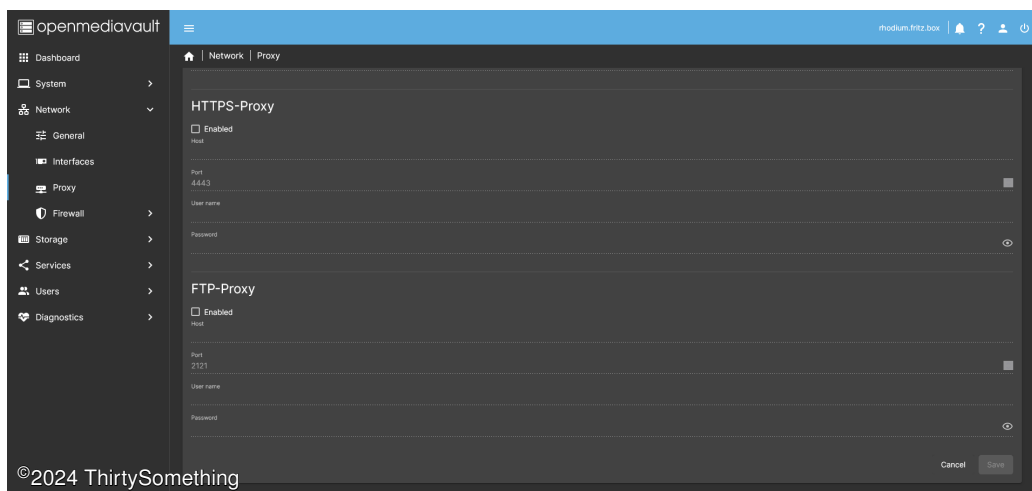 openmediavault
rhodium.fritz.box
?
Dashboard
Network | Proxy
System
HTTPS-Proxy
Network
Enabled
General
Host
Interfaces
Port
4443
Proxy
User name
Firewall
Password
Storage
Services
FTP-Proxy
Users
Enabled
Diagnostics
Host
Port
2121
User name
Password
Cancel
Save
©2024 ThirtySomething